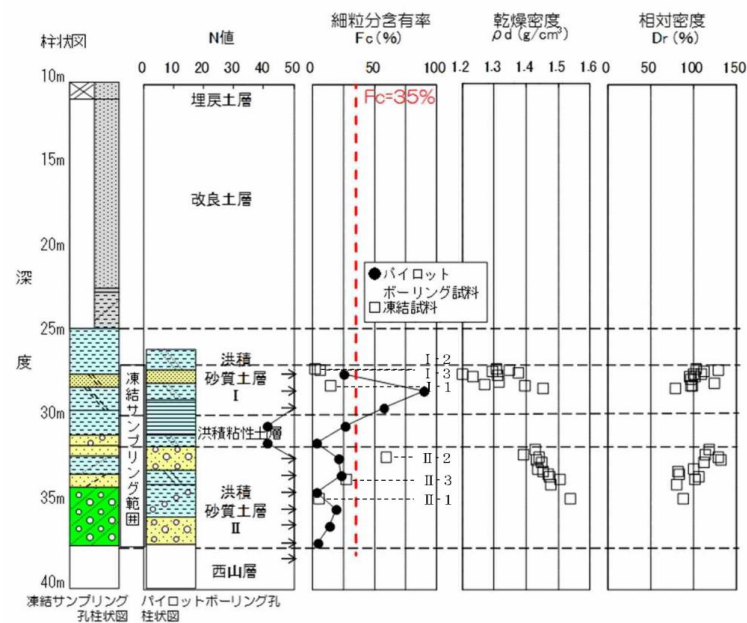 柱状図
N値
細粒分含有率
Fc(%)
乾燥密度
ρd(g/cm³)
相対密度
Dr(%)
0 10 20 30 40 50
0 50 100
1.2 1.3 1.4 1.5 1.6
0 50 100 150
10m
15m
20m
25m
30m
35m
40m
深
度
埋戻土層
Fc=35%
改良土層
パイロット
ボーリング試料
凍結試料
洪積
砂質土層
Ⅰ
洪積粘性土層
洪積
砂質土層
Ⅱ
西山層
凍結サンプリング範囲
Ⅰ-2
Ⅰ-3
Ⅰ-1
Ⅱ-2
Ⅱ-3
Ⅱ-1
凍結サンプリング
孔柱状図
パイロットボーリング孔
柱状図